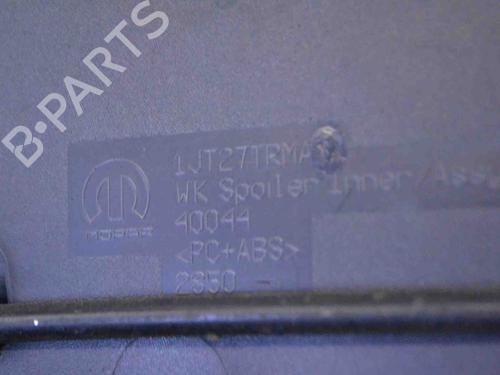 B·PARTS
1JT27TRMA
WK Spoiler Inner/Ass
MOPAR
40044
<PC+ABS>
2350